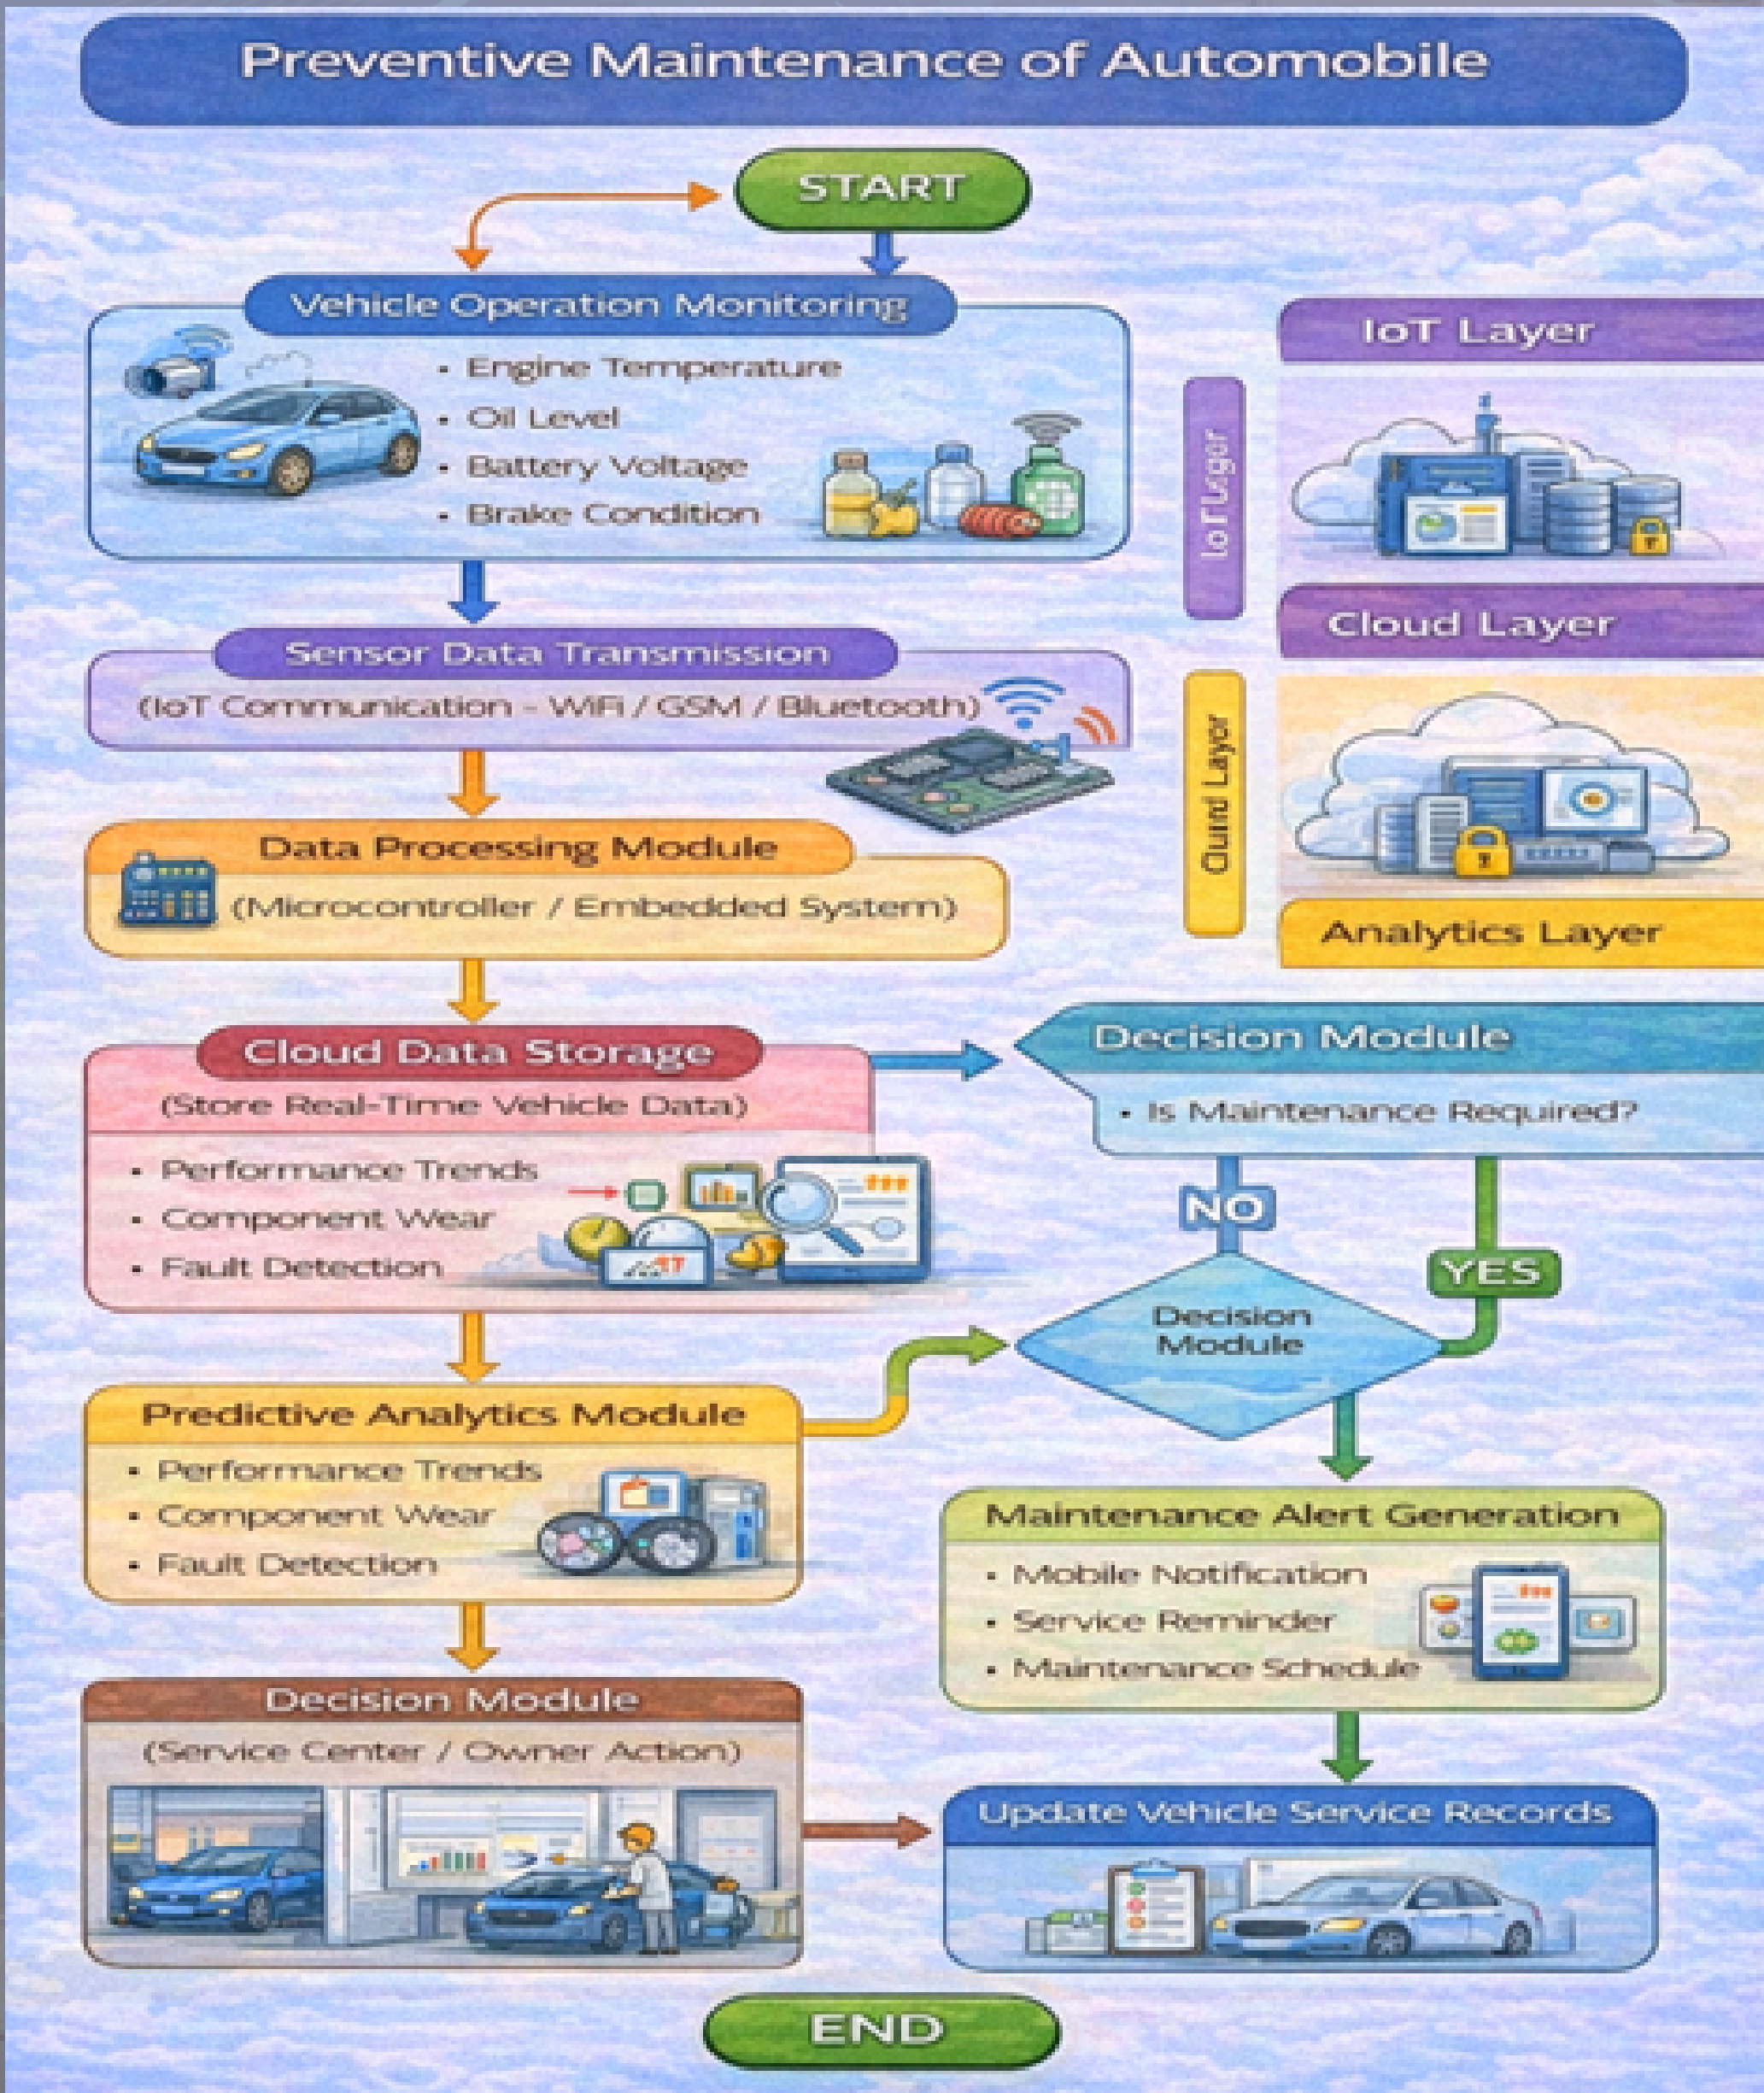 Preventive Maintenance of Automobile
START
Vehicle Operation Monitoring
• Engine Temperature
• Oil Level
• Battery Voltage
• Brake Condition
IoT Layer
Cloud Layer
Analytics Layer
Sensor Data Transmission
(IoT Communication - WiFi / GSM / Bluetooth)
Data Processing Module
(Microcontroller / Embedded System)
Cloud Data Storage
(Store Real-Time Vehicle Data)
• Performance Trends
• Component Wear
• Fault Detection
Decision Module
• Is Maintenance Required?
NO
YES
Decision
Module
Predictive Analytics Module
• Performance Trends
• Component Wear
• Fault Detection
Maintenance Alert Generation
• Mobile Notification
• Service Reminder
• Maintenance Schedule
Decision Module
(Service Center / Owner Action)
Update Vehicle Service Records
END